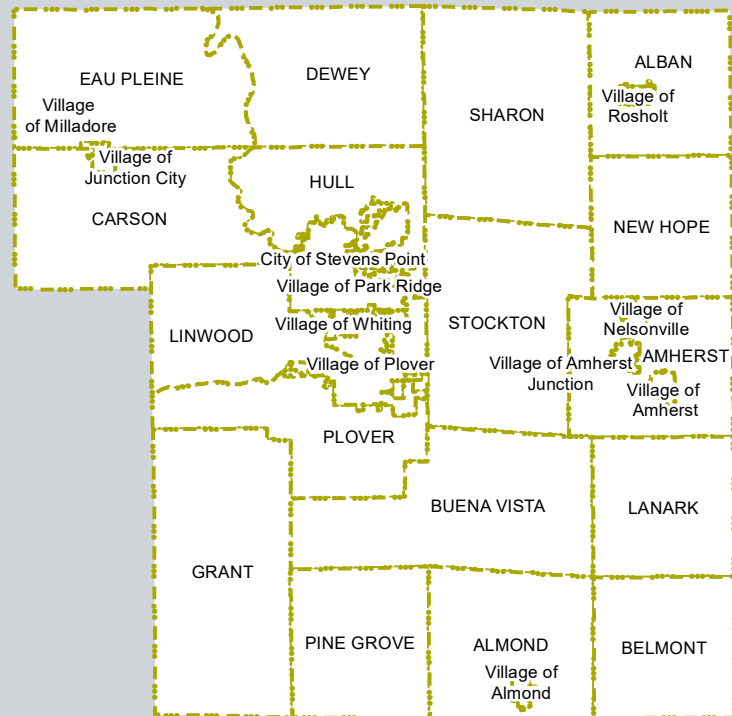 ALBAN
DEWEY
EAU PLEINE
Village
of Milladore
Village of
Rosholt
SHARON
Village of
Junction City
HULL
CARSON
NEW HOPE
City of Stevens Point
Village of Park Ridge
Village of
Nelsonville
Village of Whiting
STOCKTON
LINWOOD
Village of Plover
Village of Amherst
Junction
AMHERST
Village of
Amherst
PLOVER
BUENA VISTA
LANARK
GRANT
PINE GROVE
ALMOND
BELMONT
Village of
Almond